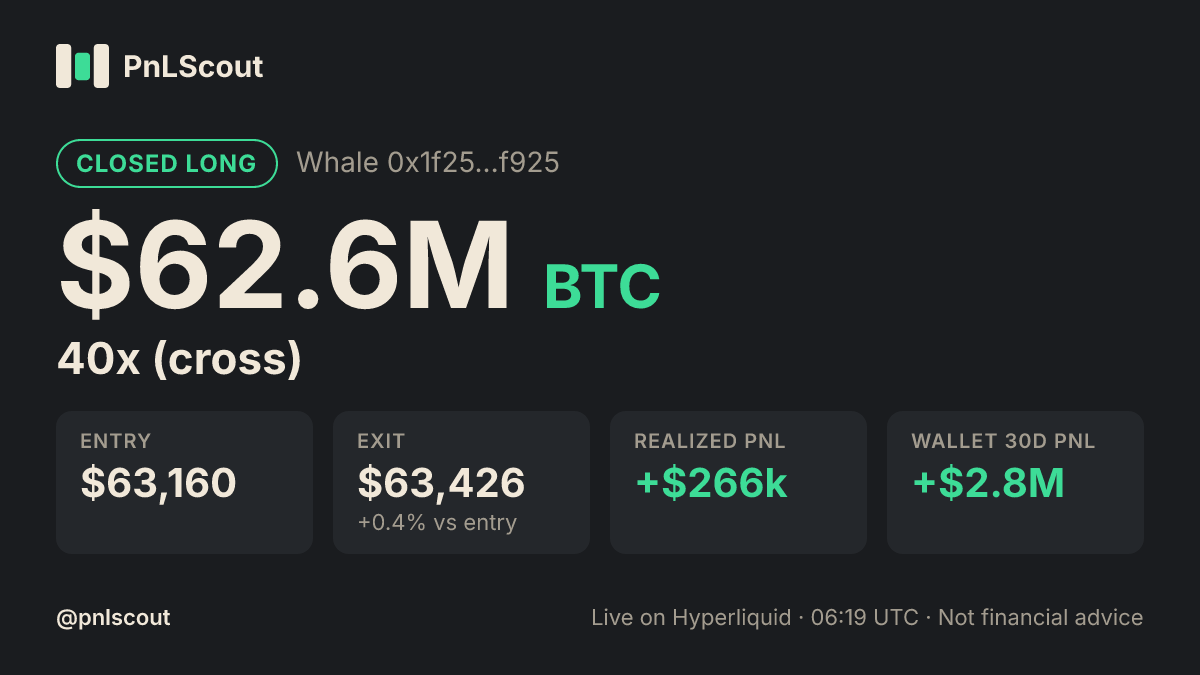 PnLScout
CLOSED LONG Whale 0x1f25...f925
$62.6M BTC
40x (cross)
ENTRY
$63,160
EXIT
$63,426
+0.4% vs entry
REALIZED PNL
+$266k
WALLET 30D PNL
+$2.8M
@pnlscout
Live on Hyperliquid · 06:19 UTC · Not financial advice